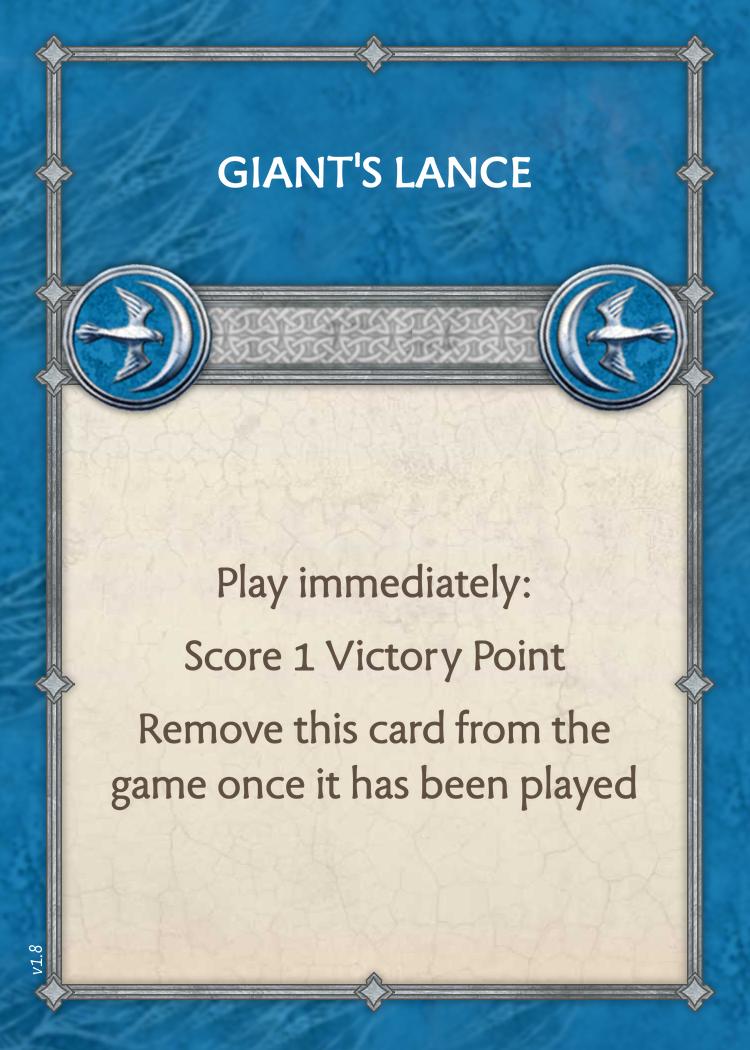 GIANT'S LANCE
Play immediately:
Score 1 Victory Point
Remove this card from the
game once it has been played
v1.8